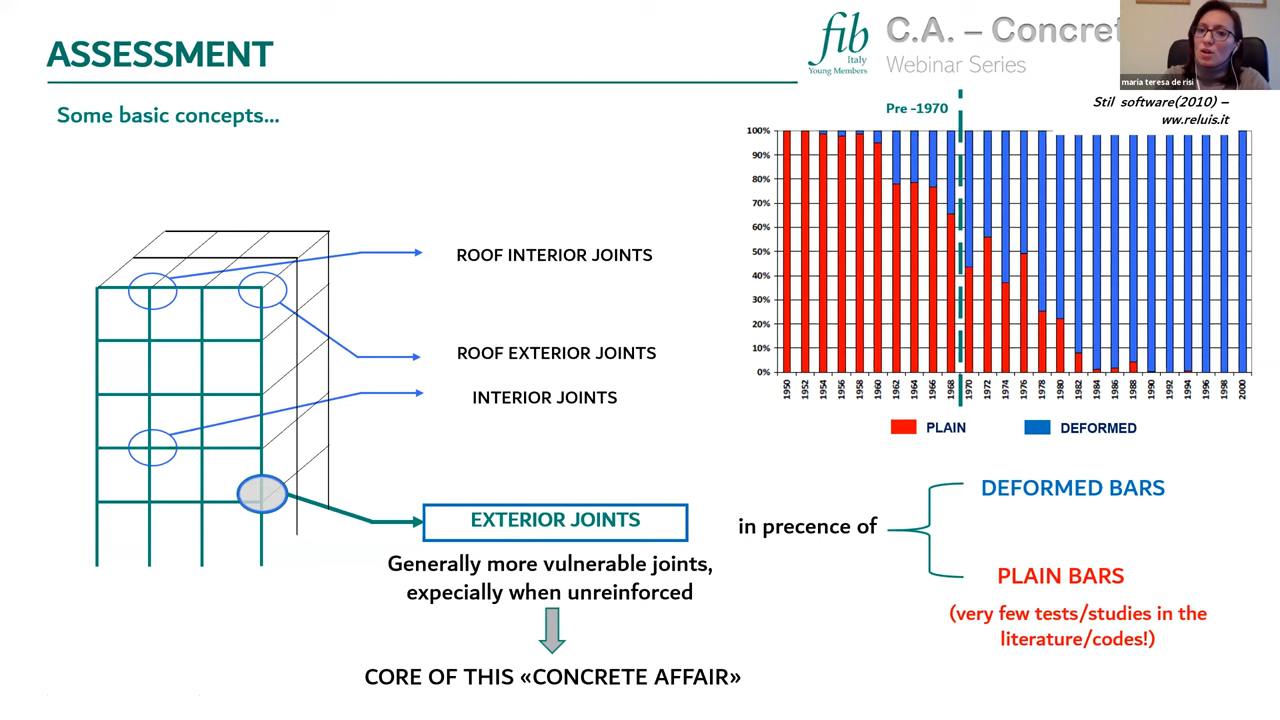 ASSESSMENT
fib
Italy
Young Members
C.A. – Concret
Webinar Series
maria teresa de risi
Some basic concepts...
Pre -1970
Stil software(2010) –
ww.reluis.it
100%
90%
80%
70%
60%
50%
40%
30%
20%
10%
0%
1950
1952
1954
1956
1958
1960
1962
1964
1966
1968
1970
1972
1974
1976
1978
1980
1982
1984
1986
1988
1990
1992
1994
1996
1998
2000
PLAIN
DEFORMED
ROOF INTERIOR JOINTS
ROOF EXTERIOR JOINTS
INTERIOR JOINTS
EXTERIOR JOINTS
Generally more vulnerable joints,
expecially when unreinforced
CORE OF THIS «CONCRETE AFFAIR»
in precence of
DEFORMED BARS
PLAIN BARS
(very few tests/studies in the
literature/codes!)